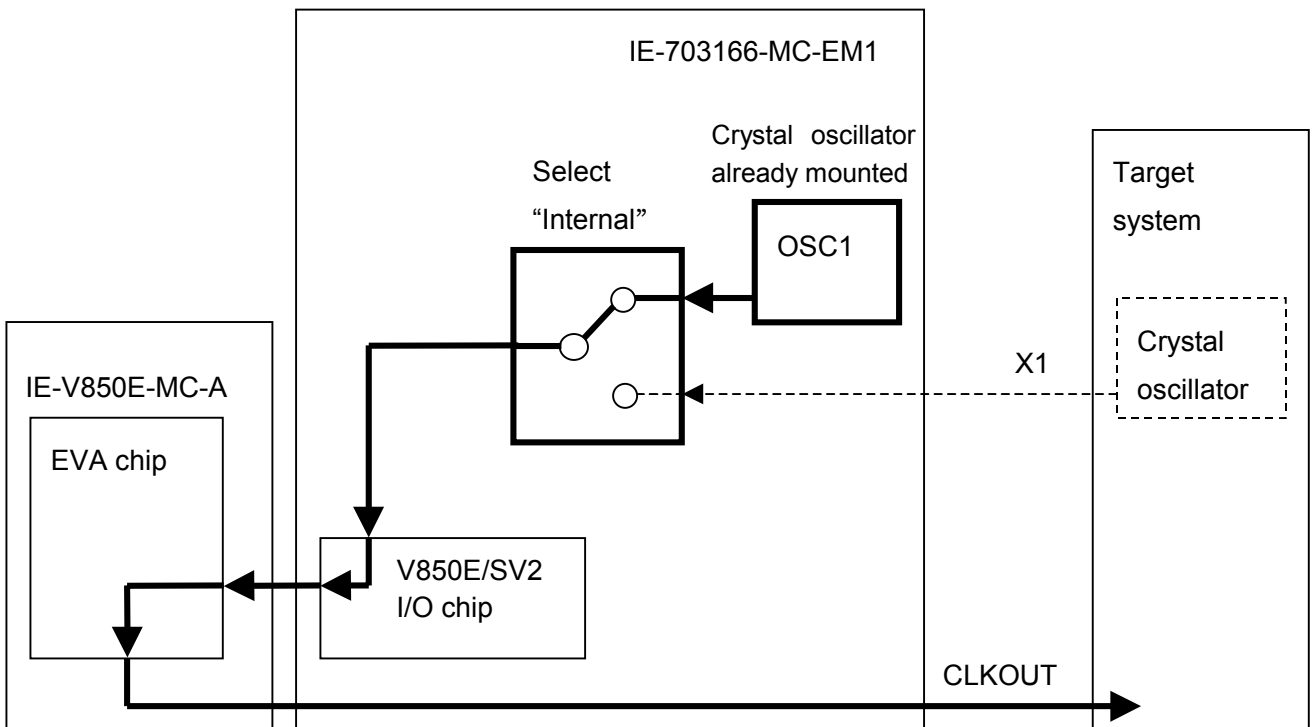 IE-703166-MC-EM1
Crystal oscillator
already mounted
Select
“Internal”
OSC1
Target
system
Crystal
oscillator
X1
IE-V850E-MC-A
EVA chip
V850E/SV2
I/O chip
CLKOUT